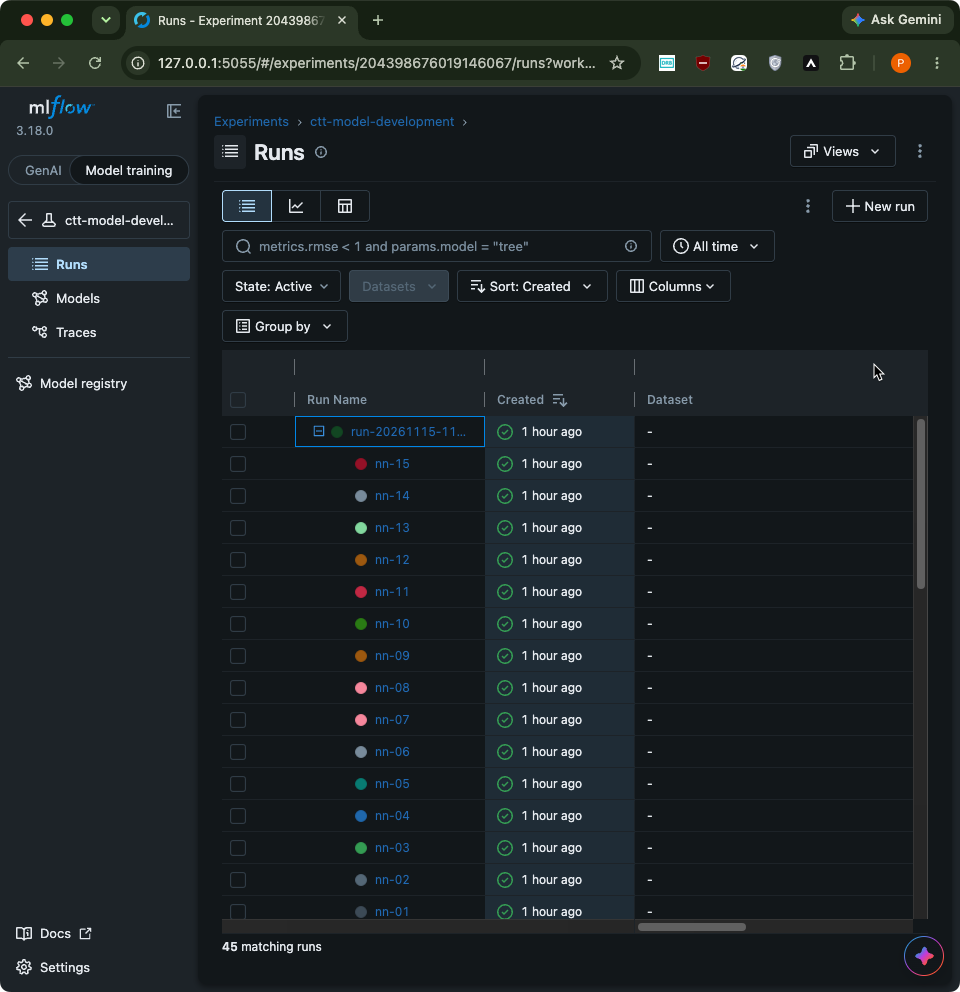 Runs - Experiment 20439867
Ask Gemini
127.0.0.1:5055/#/experiments/204398676019146067/runs?work...
P
mlflow
3.18.0
GenAI
Model training
ctt-model-devel...
Runs
Models
Traces
Model registry
Docs
Settings
Experiments > ctt-model-development >
Runs
Views
New run
metrics.rmse < 1 and params.model = "tree"
All time
State: Active
Datasets
Sort: Created
Columns
Group by
Run Name Created Dataset
run-20261115-11... 1 hour ago -
nn-15 1 hour ago -
nn-14 1 hour ago -
nn-13 1 hour ago -
nn-12 1 hour ago -
nn-11 1 hour ago -
nn-10 1 hour ago -
nn-09 1 hour ago -
nn-08 1 hour ago -
nn-07 1 hour ago -
nn-06 1 hour ago -
nn-05 1 hour ago -
nn-04 1 hour ago -
nn-03 1 hour ago -
nn-02 1 hour ago -
nn-01 1 hour ago -
45 matching runs